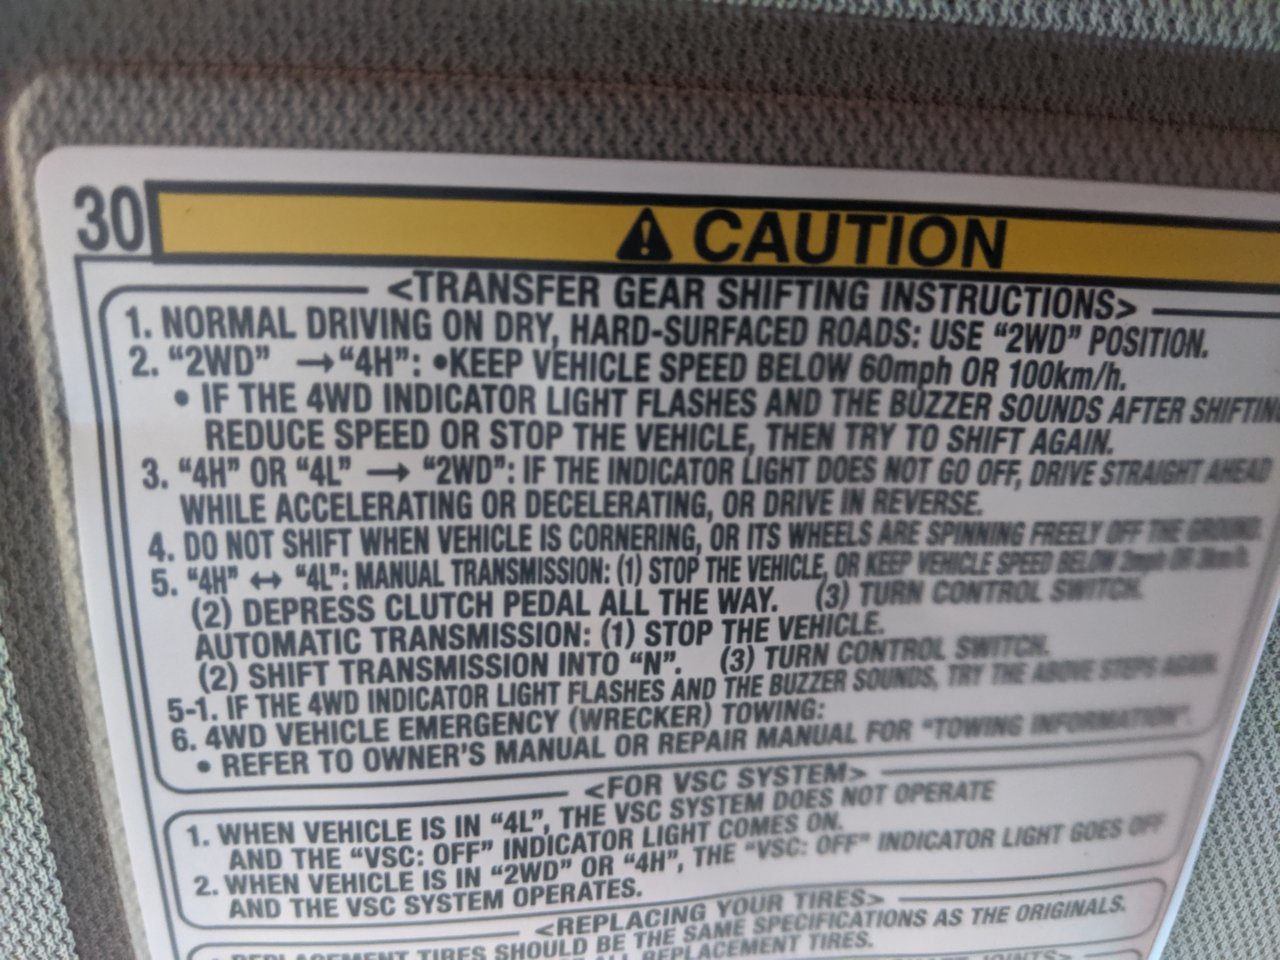 30 ⚠ CAUTION
<TRANSFER GEAR SHIFTING INSTRUCTIONS>
1. NORMAL DRIVING ON DRY, HARD-SURFACED ROADS: USE "2WD" POSITION.
2. "2WD" → "4H": •KEEP VEHICLE SPEED BELOW 60mph OR 100km/h.
• IF THE 4WD INDICATOR LIGHT FLASHES AND THE BUZZER SOUNDS AFTER SHIFTIN
REDUCE SPEED OR STOP THE VEHICLE, THEN TRY TO SHIFT AGAIN.
3. "4H" OR "4L" → "2WD": IF THE INDICATOR LIGHT DOES NOT GO OFF, DRIVE STRAIGHT AHEAD
WHILE ACCELERATING OR DECELERATING, OR DRIVE IN REVERSE.
4. DO NOT SHIFT WHEN VEHICLE IS CORNERING, OR ITS WHEELS ARE SPINNING FREELY OFF THE GROUND.
5. "4H" ↔ "4L": MANUAL TRANSMISSION: (1) STOP THE VEHICLE, OR KEEP VEHICLE SPEED BELOW
(2) DEPRESS CLUTCH PEDAL ALL THE WAY. (3) TURN CONTROL SWITCH.
AUTOMATIC TRANSMISSION: (1) STOP THE VEHICLE.
(2) SHIFT TRANSMISSION INTO "N". (3) TURN CONTROL SWITCH.
5-1. IF THE 4WD INDICATOR LIGHT FLASHES AND THE BUZZER SOUNDS, TRY THE ABOVE STEPS AGAIN.
6. 4WD VEHICLE EMERGENCY (WRECKER) TOWING:
• REFER TO OWNER'S MANUAL OR REPAIR MANUAL FOR "TOWING INFORMATION".
<FOR VSC SYSTEM>
1. WHEN VEHICLE IS IN "4L", THE VSC SYSTEM DOES NOT OPERATE
AND THE "VSC: OFF" INDICATOR LIGHT COMES ON.
2. WHEN VEHICLE IS IN "2WD" OR "4H", THE "VSC: OFF" INDICATOR LIGHT GOES OFF
AND THE VSC SYSTEM OPERATES.
<REPLACING YOUR TIRES>
REPLACEMENT TIRES SHOULD BE THE SAME SPECIFICATIONS AS THE ORIGINALS.
ALL REPLACEMENT TIRES.
JOINTS>